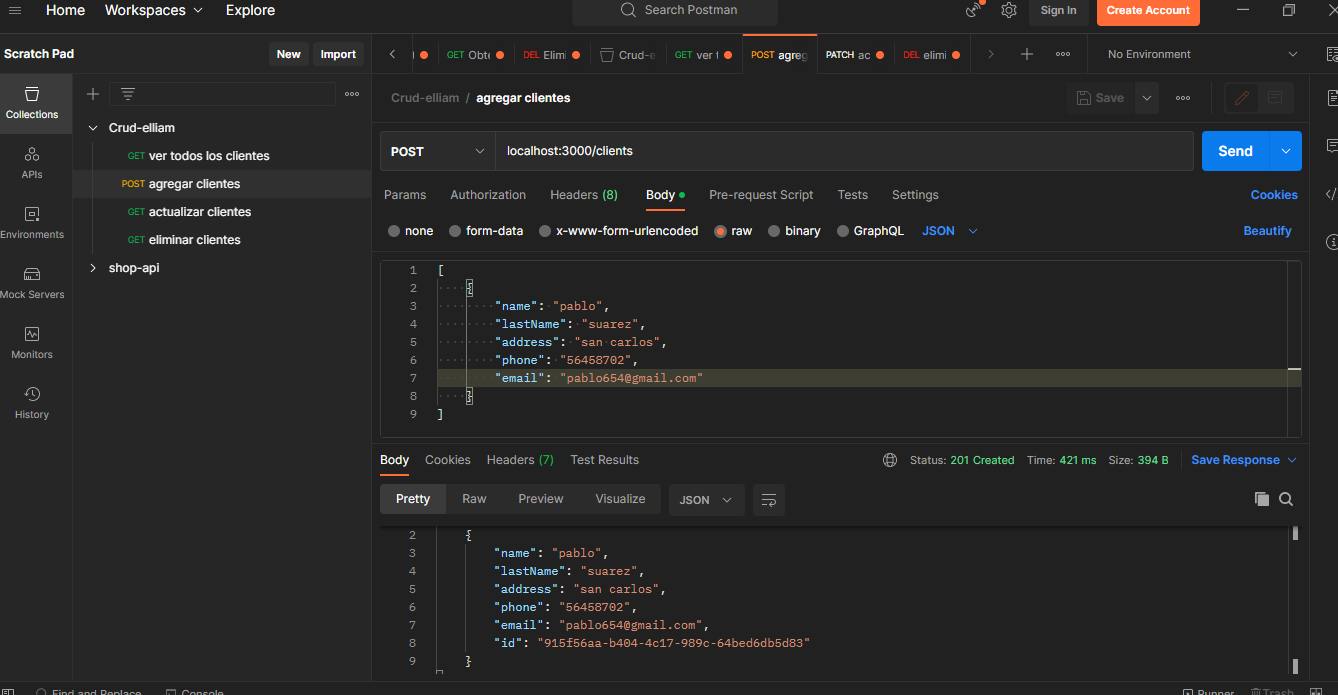 Home Workspaces Explore Search Postman Sign In Create Account
Scratch Pad New Import
GET Obte DEL Elimi Crud-e GET ver t POST agreg PATCH ac DEL elimi No Environment
Collections
APIs
Environments
Mock Servers
Monitors
History
Crud-elliam
GET ver todos los clientes
POST agregar clientes
GET actualizar clientes
GET eliminar clientes
shop-api
Crud-elliam / agregar clientes Save
POST localhost:3000/clients Send
Params Authorization Headers (8) Body Pre-request Script Tests Settings Cookies
none form-data x-www-form-urlencoded raw binary GraphQL JSON Beautify
1 [
2 {
3 "name": "pablo",
4 "lastName": "suarez",
5 "address": "san carlos",
6 "phone": "56458702",
7 "email": "pablo654@gmail.com"
8 }
9 ]
Body Cookies Headers (7) Test Results Status: 201 Created Time: 421 ms Size: 394 B Save Response
Pretty Raw Preview Visualize JSON
2 {
3 "name": "pablo",
4 "lastName": "suarez",
5 "address": "san carlos",
6 "phone": "56458702",
7 "email": "pablo654@gmail.com",
8 "id": "915f56aa-b404-4c17-989c-64bed6db5d83"
9 }
Find and Replace Console Runner Trash